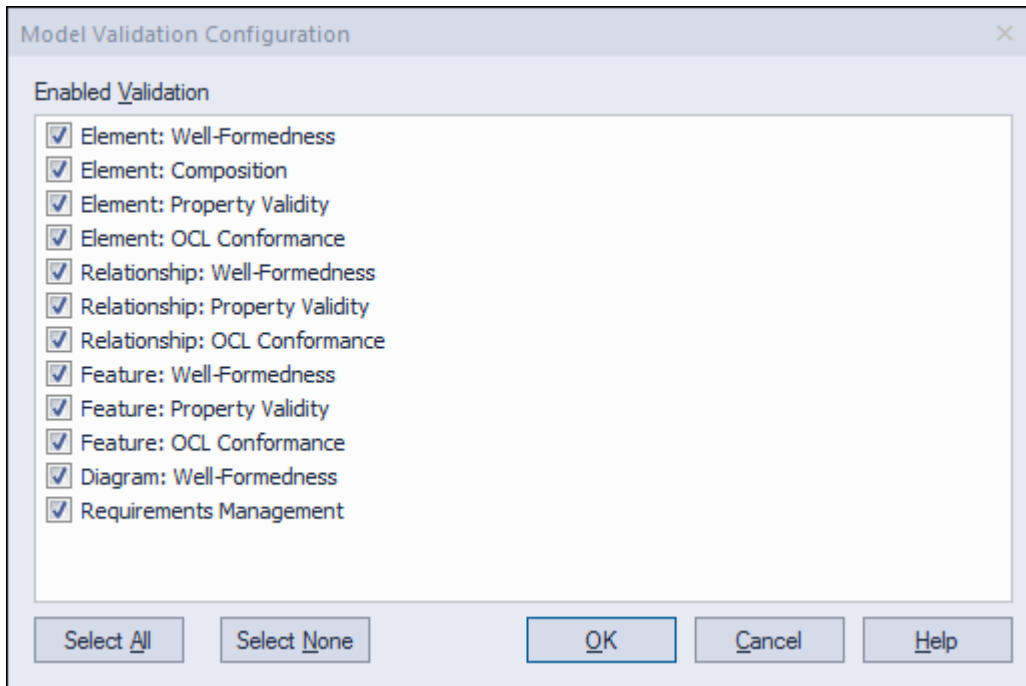 Model Validation Configuration
Enabled Validation
Element: Well-Formedness
Element: Composition
Element: Property Validity
Element: OCL Conformance
Relationship: Well-Formedness
Relationship: Property Validity
Relationship: OCL Conformance
Feature: Well-Formedness
Feature: Property Validity
Feature: OCL Conformance
Diagram: Well-Formedness
Requirements Management
Select All Select None OK Cancel Help